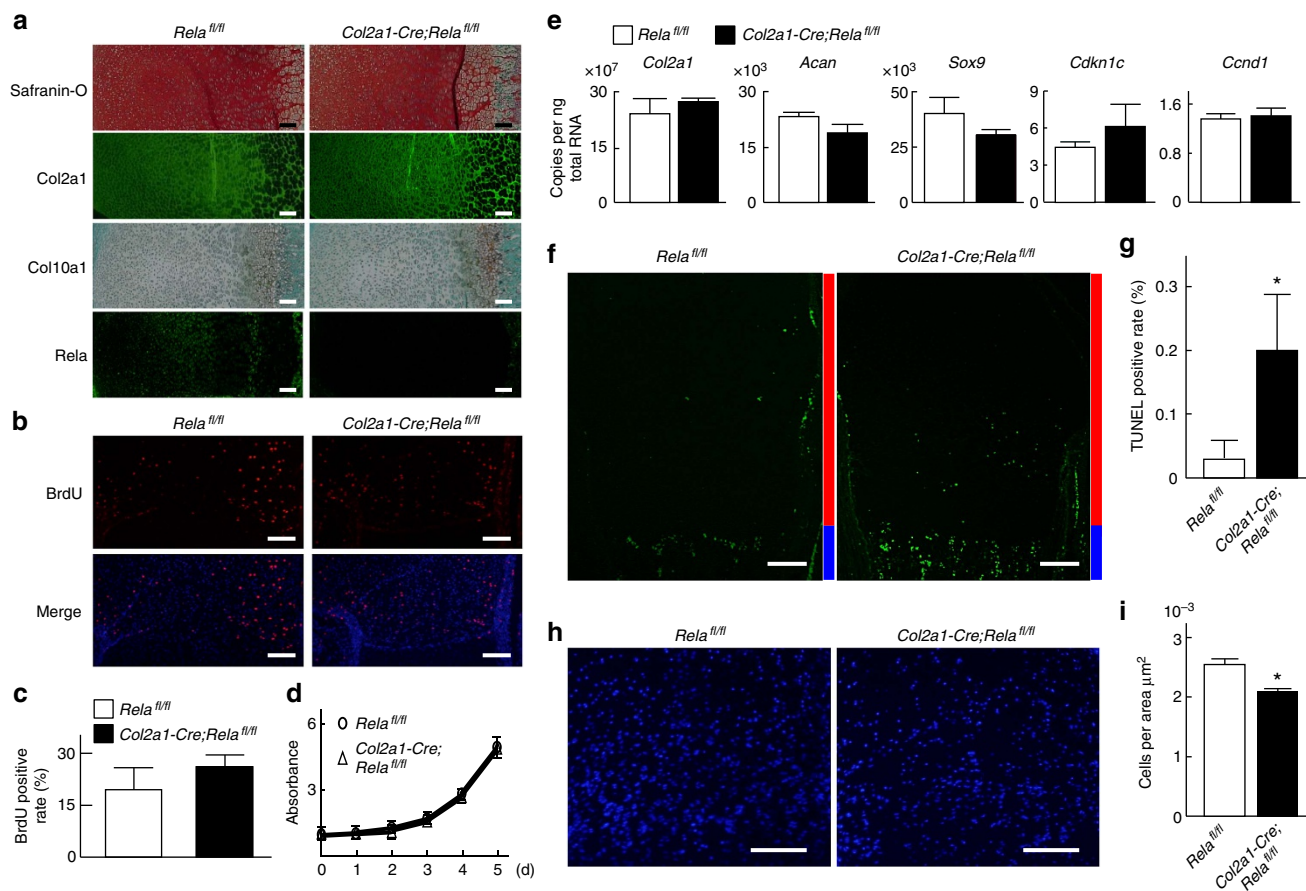 a
Rela fl/fl
Col2a1-Cre;Rela fl/fl
Safranin-O
Col2a1
Col10a1
Rela
b
Rela fl/fl
Col2a1-Cre;Rela fl/fl
BrdU
Merge
c
Rela fl/fl
Col2a1-Cre;Rela fl/fl
BrdU positive
rate (%)
30
15
0
d
Rela fl/fl
Col2a1-Cre;
Rela fl/fl
Absorbance
6
3
0 1 2 3 4 5 (d)
e
Rela fl/fl
Col2a1-Cre;Rela fl/fl
Copies per ng
total RNA
Col2a1
×10⁷
30
15
0
Acan
×10³
30
15
0
Sox9
×10³
50
25
0
Cdkn1c
9
6
3
0
Ccnd1
1.6
0
f
Rela fl/fl
Col2a1-Cre;Rela fl/fl
g
TUNEL positive rate (%)
0.3
0.2
0.1
0
*
Rela fl/fl
Col2a1-Cre;
Rela fl/fl
h
Rela fl/fl
Col2a1-Cre;Rela fl/fl
i
10⁻³
Cells per area μm²
3
2
1
0
*
Rela fl/fl
Col2a1-Cre;
Rela fl/fl